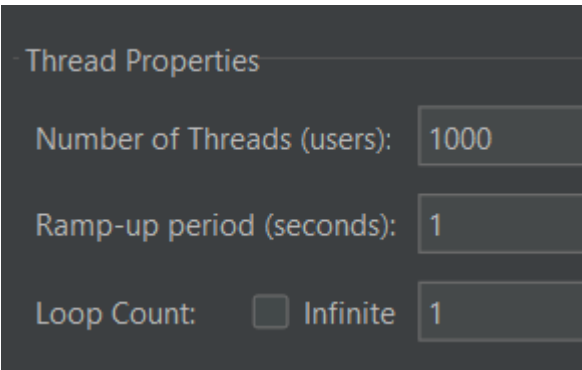 Thread Properties
Number of Threads (users): 1000
Ramp-up period (seconds): 1
Loop Count: Infinite 1